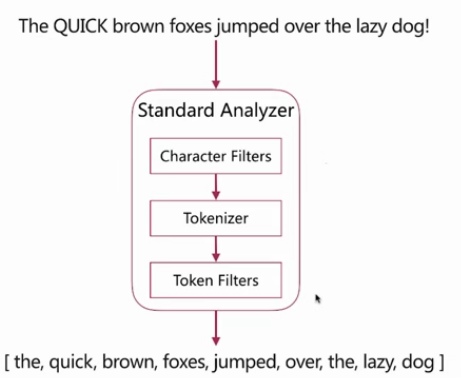 The QUICK brown foxes jumped over the lazy dog!
Standard Analyzer
Character Filters
Tokenizer
Token Filters
[ the, quick, brown, foxes, jumped, over, the, lazy, dog ]